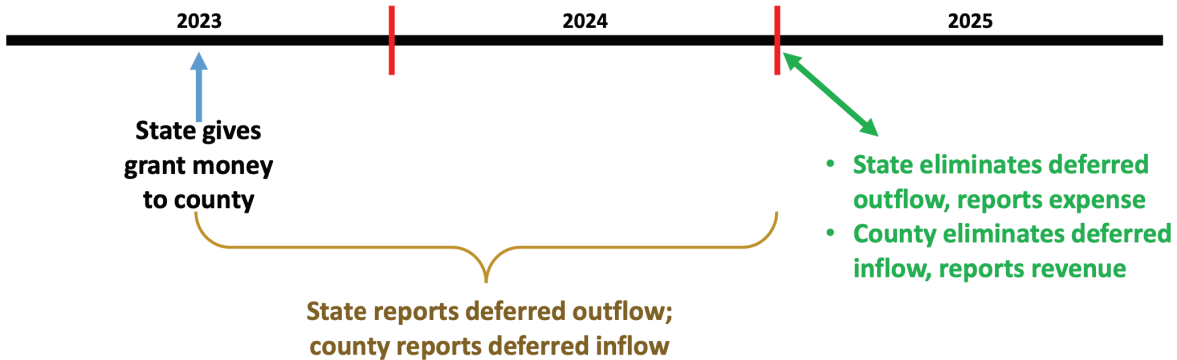 2023
2024
2025
State gives
grant money
to county
• State eliminates deferred
outflow, reports expense
• County eliminates deferred
inflow, reports revenue
State reports deferred outflow;
county reports deferred inflow